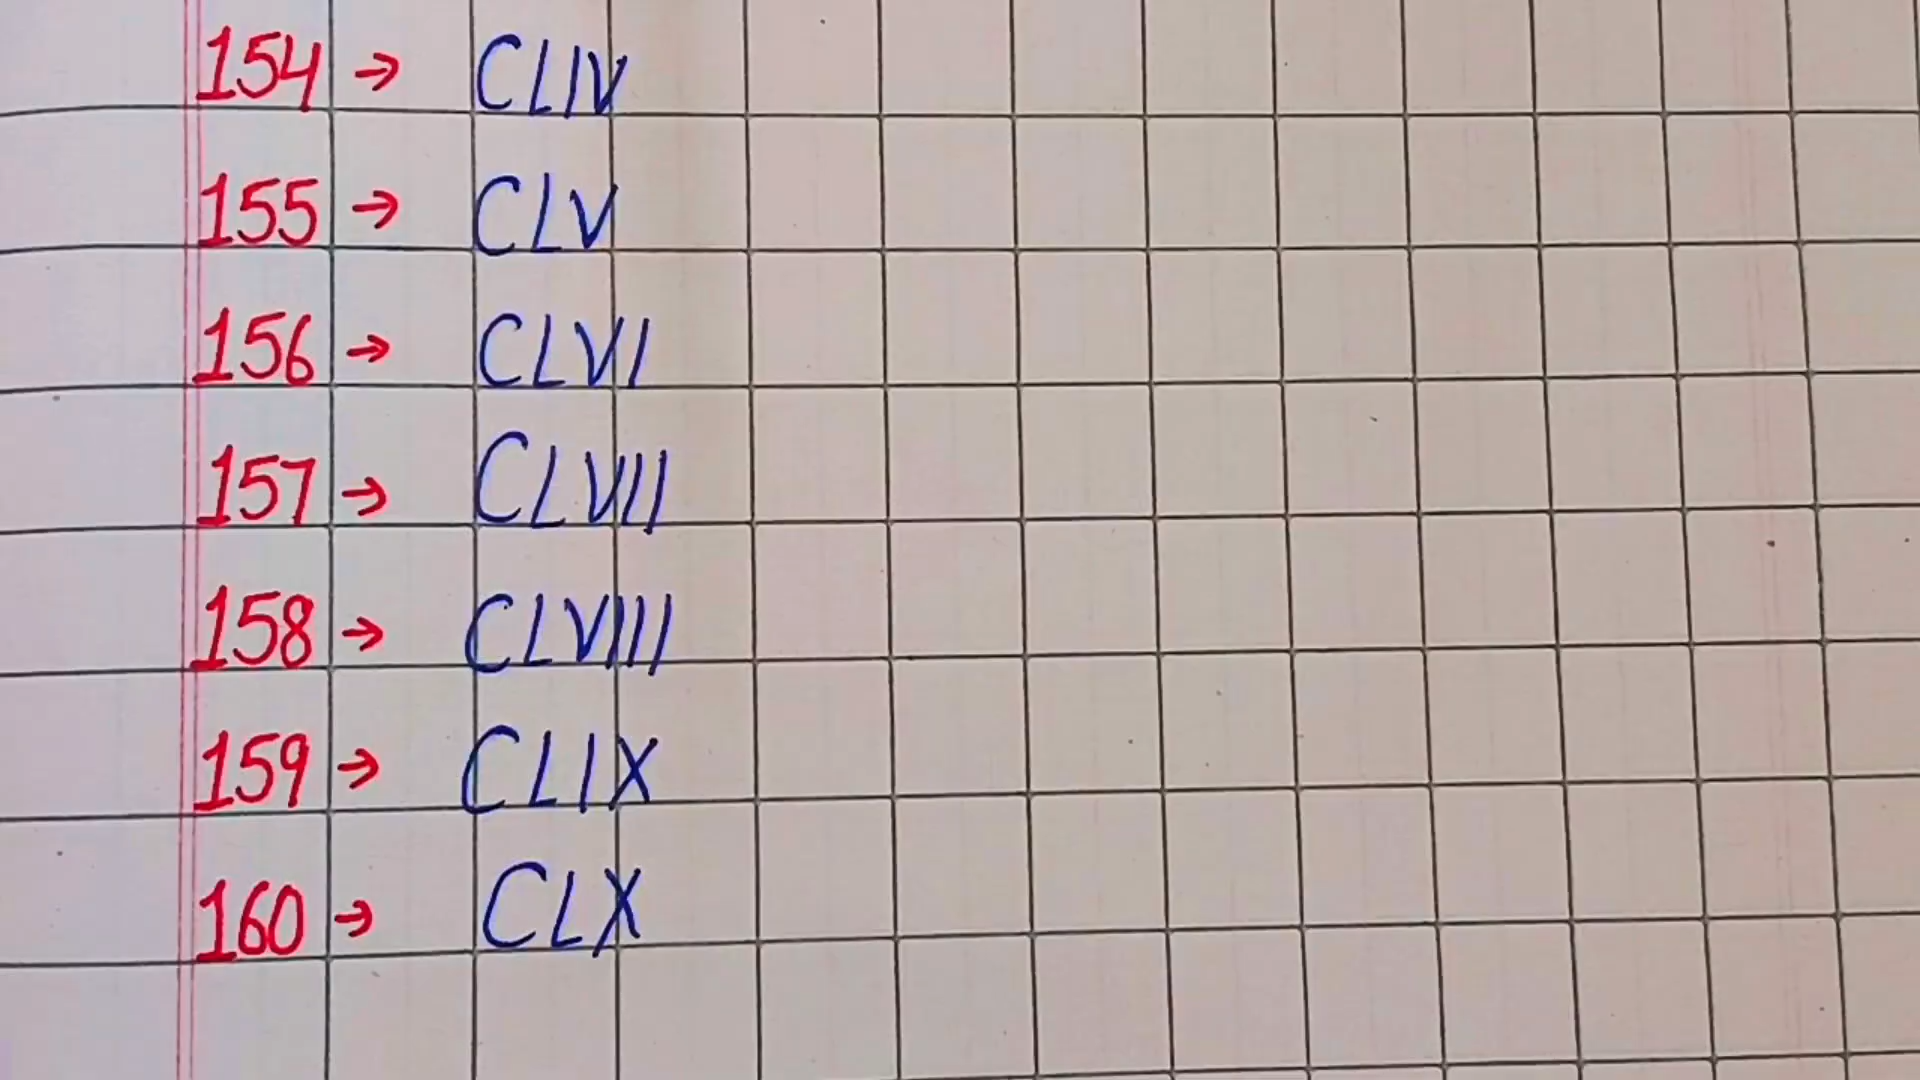 154 → CLIV
155 → CLV
156 → CLVI
157 → CLVII
158 → CLVIII
159 → CLIX
160 → CLX